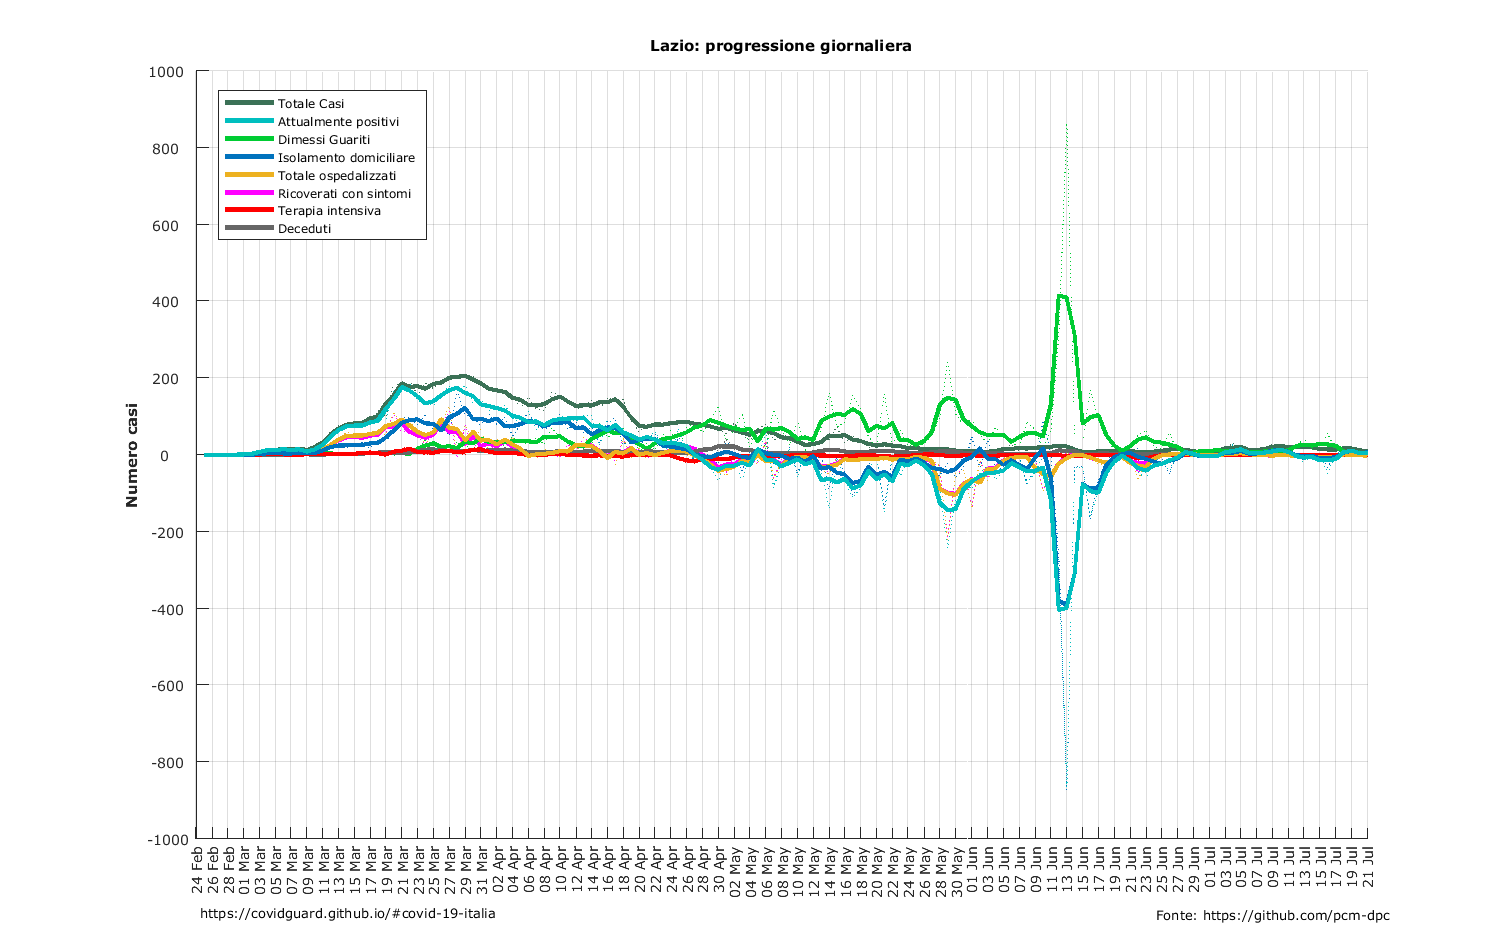 Lazio: progressione giornaliera
1000
800
600
400
200
0
-200
-400
-600
-800
-1000
Numero casi
Totale Casi
Attualmente positivi
Dimessi Guariti
Isolamento domiciliare
Totale ospedalizzati
Ricoverati con sintomi
Terapia intensiva
Deceduti
24 Feb
26 Feb
28 Feb
01 Mar
03 Mar
05 Mar
07 Mar
09 Mar
11 Mar
13 Mar
15 Mar
17 Mar
19 Mar
21 Mar
23 Mar
25 Mar
27 Mar
29 Mar
31 Mar
02 Apr
04 Apr
06 Apr
08 Apr
10 Apr
12 Apr
14 Apr
16 Apr
18 Apr
20 Apr
22 Apr
24 Apr
26 Apr
28 Apr
30 Apr
02 May
04 May
06 May
08 May
10 May
12 May
14 May
16 May
18 May
20 May
22 May
24 May
26 May
28 May
30 May
01 Jun
03 Jun
05 Jun
07 Jun
09 Jun
11 Jun
13 Jun
15 Jun
17 Jun
19 Jun
21 Jun
23 Jun
25 Jun
27 Jun
29 Jun
01 Jul
03 Jul
05 Jul
07 Jul
09 Jul
11 Jul
13 Jul
15 Jul
17 Jul
19 Jul
21 Jul
https://covidguard.github.io/#covid-19-italia
Fonte: https://github.com/pcm-dpc